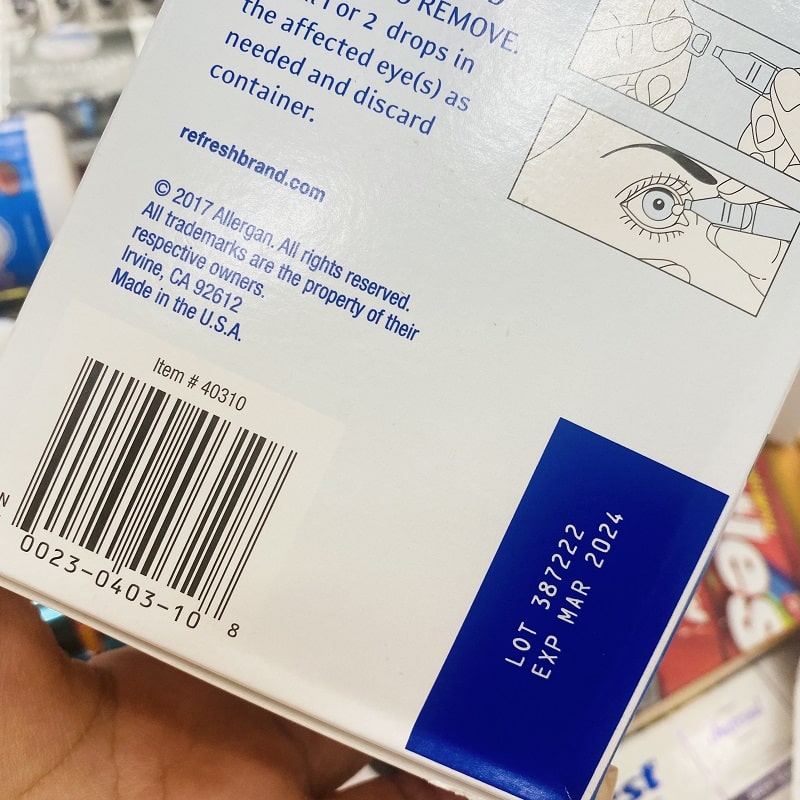 REMOVE.
or 2 drops in
the affected eye(s) as
needed and discard
container.
refreshbrand.com
© 2017 Allergan. All rights reserved.
All trademarks are the property of their
respective owners.
Irvine, CA 92612
Made in the U.S.A.
Item # 40310
N
0023-0403-10 8
LOT 387222
EXP MAR 2024
les
st